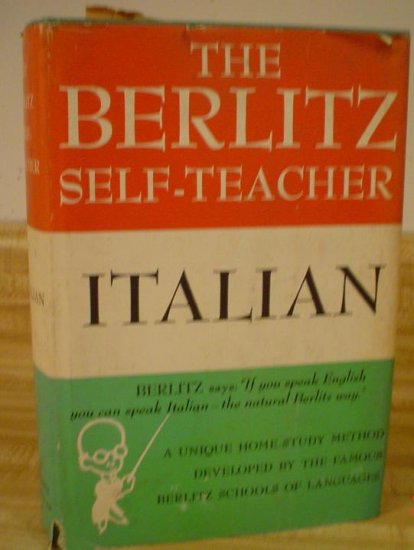 THE
BERLITZ
SELF-TEACHER
ITALIAN
BERLITZ says: "If you speak English
you can speak Italian—the natural Berlitz way."
A UNIQUE HOME-STUDY METHOD
DEVELOPED BY THE FAMOUS
BERLITZ SCHOOLS OF LANGUAGES